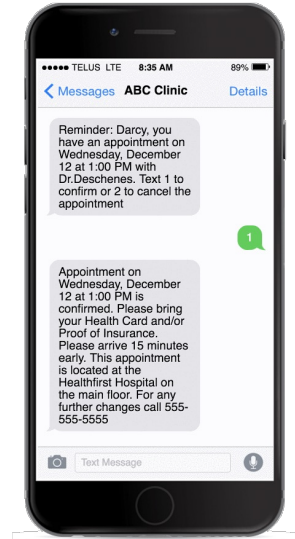 TELUS LTE 8:35 AM 89%
Messages ABC Clinic Details
Reminder: Darcy, you
have an appointment on
Wednesday, December
12 at 1:00 PM with
Dr.Deschenes. Text 1 to
confirm or 2 to cancel the
appointment
1
Appointment on
Wednesday, December
12 at 1:00 PM is
confirmed. Please bring
your Health Card and/or
Proof of Insurance.
Please arrive 15 minutes
early. This appointment
is located at the
Healthfirst Hospital on
the main floor. For any
further changes call 555-
555-5555
Text Message